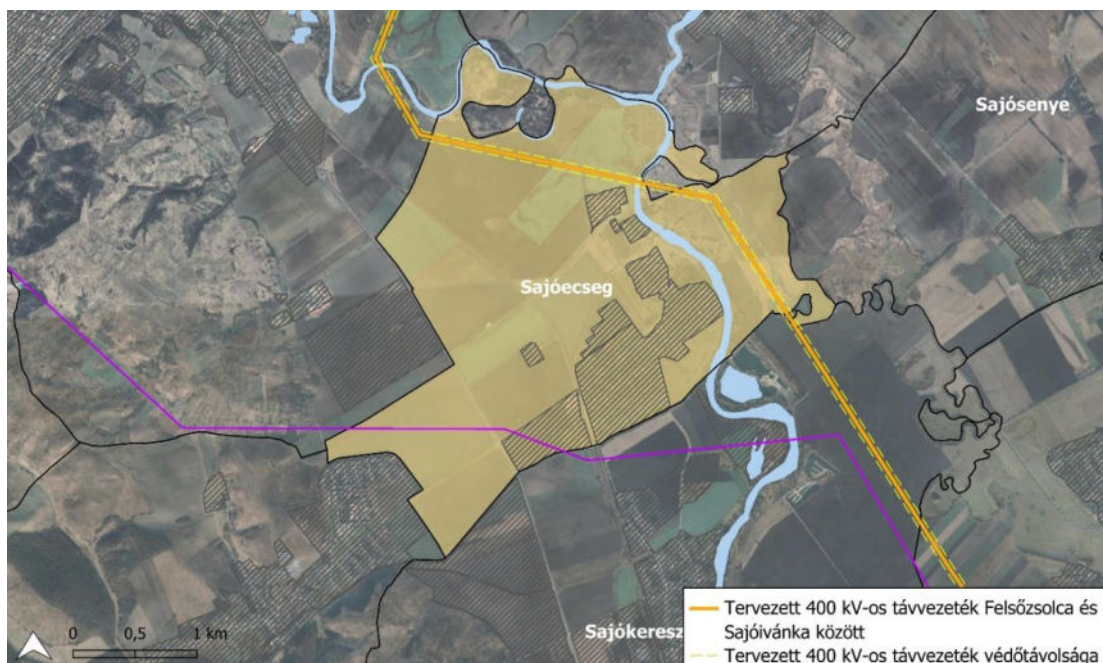 Sajósenye
Sajóecseg
0 0,5 1 km
Tervezett 400 kV-os távvezeték Felsőzsolca és
Sajóivánka között
Sajókeresz
Tervezett 400 kV-os távvezeték védőtávolsága